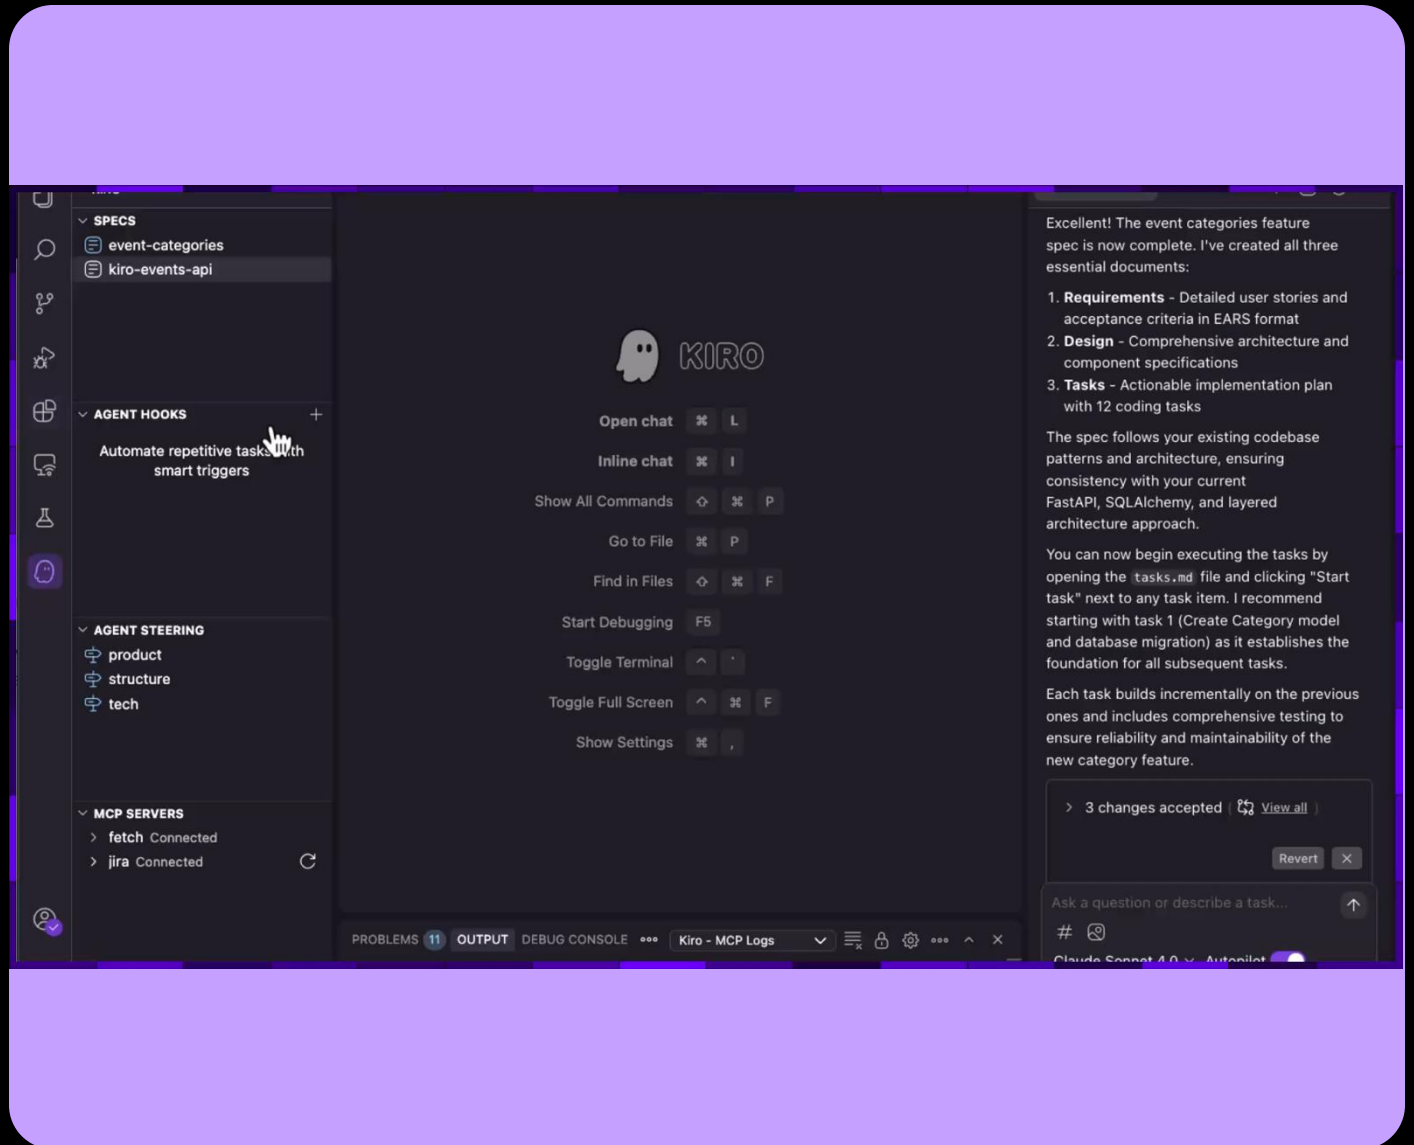 SPECS
event-categories
kiro-events-api
AGENT HOOKS
Automate repetitive tasks with
smart triggers
AGENT STEERING
product
structure
tech
MCP SERVERS
fetch Connected
jira Connected
KIRO
Open chat ⌘ L
Inline chat ⌘ I
Show All Commands ⇧ ⌘ P
Go to File ⌘ P
Find in Files ⇧ ⌘ F
Start Debugging F5
Toggle Terminal ^ `
Toggle Full Screen ^ ⌘ F
Show Settings ⌘ ,
PROBLEMS 11 OUTPUT DEBUG CONSOLE Kiro - MCP Logs
Excellent! The event categories feature
spec is now complete. I've created all three
essential documents:
1. Requirements - Detailed user stories and
acceptance criteria in EARS format
2. Design - Comprehensive architecture and
component specifications
3. Tasks - Actionable implementation plan
with 12 coding tasks
The spec follows your existing codebase
patterns and architecture, ensuring
consistency with your current
FastAPI, SQLAlchemy, and layered
architecture approach.
You can now begin executing the tasks by
opening the tasks.md file and clicking "Start
task" next to any task item. I recommend
starting with task 1 (Create Category model
and database migration) as it establishes the
foundation for all subsequent tasks.
Each task builds incrementally on the previous
ones and includes comprehensive testing to
ensure reliability and maintainability of the
new category feature.
3 changes accepted ( View all )
Revert
Ask a question or describe a task...
#
Claude Sonnet 4.0 Autopilot